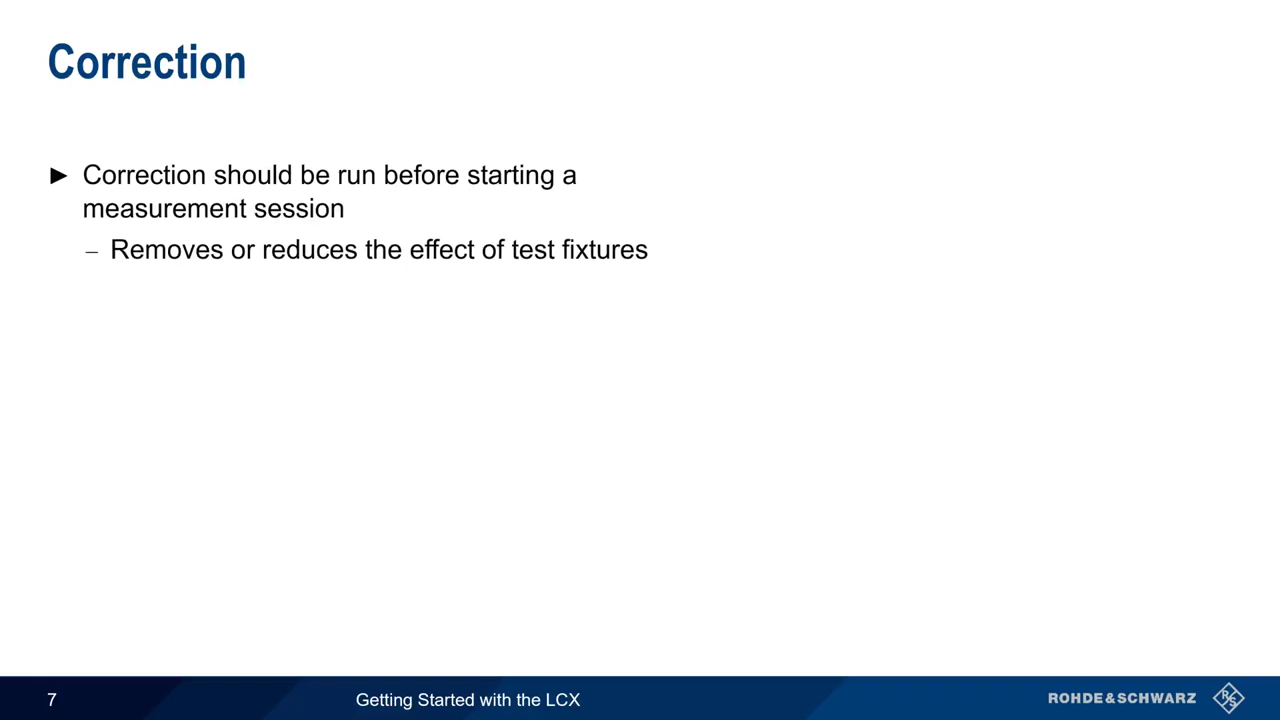 Correction
► Correction should be run before starting a
measurement session
– Removes or reduces the effect of test fixtures
7
Getting Started with the LCX
ROHDE&SCHWARZ
R S